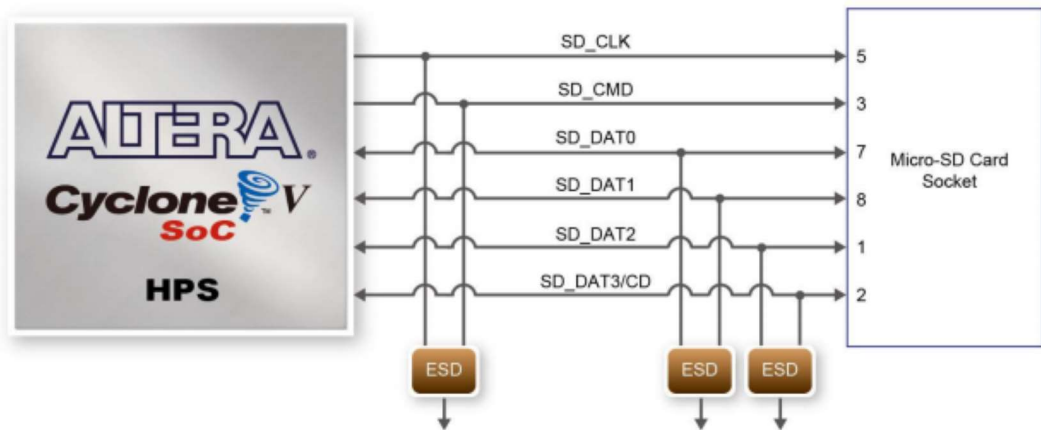 SD_CLK
5
SD_CMD
3
ALTERA.
SD_DAT0
7
Micro-SD Card
Socket
Cyclone V
TM
SoC
SD_DAT1
8
SD_DAT2
1
HPS
SD_DAT3/CD
2
ESD
ESD
ESD